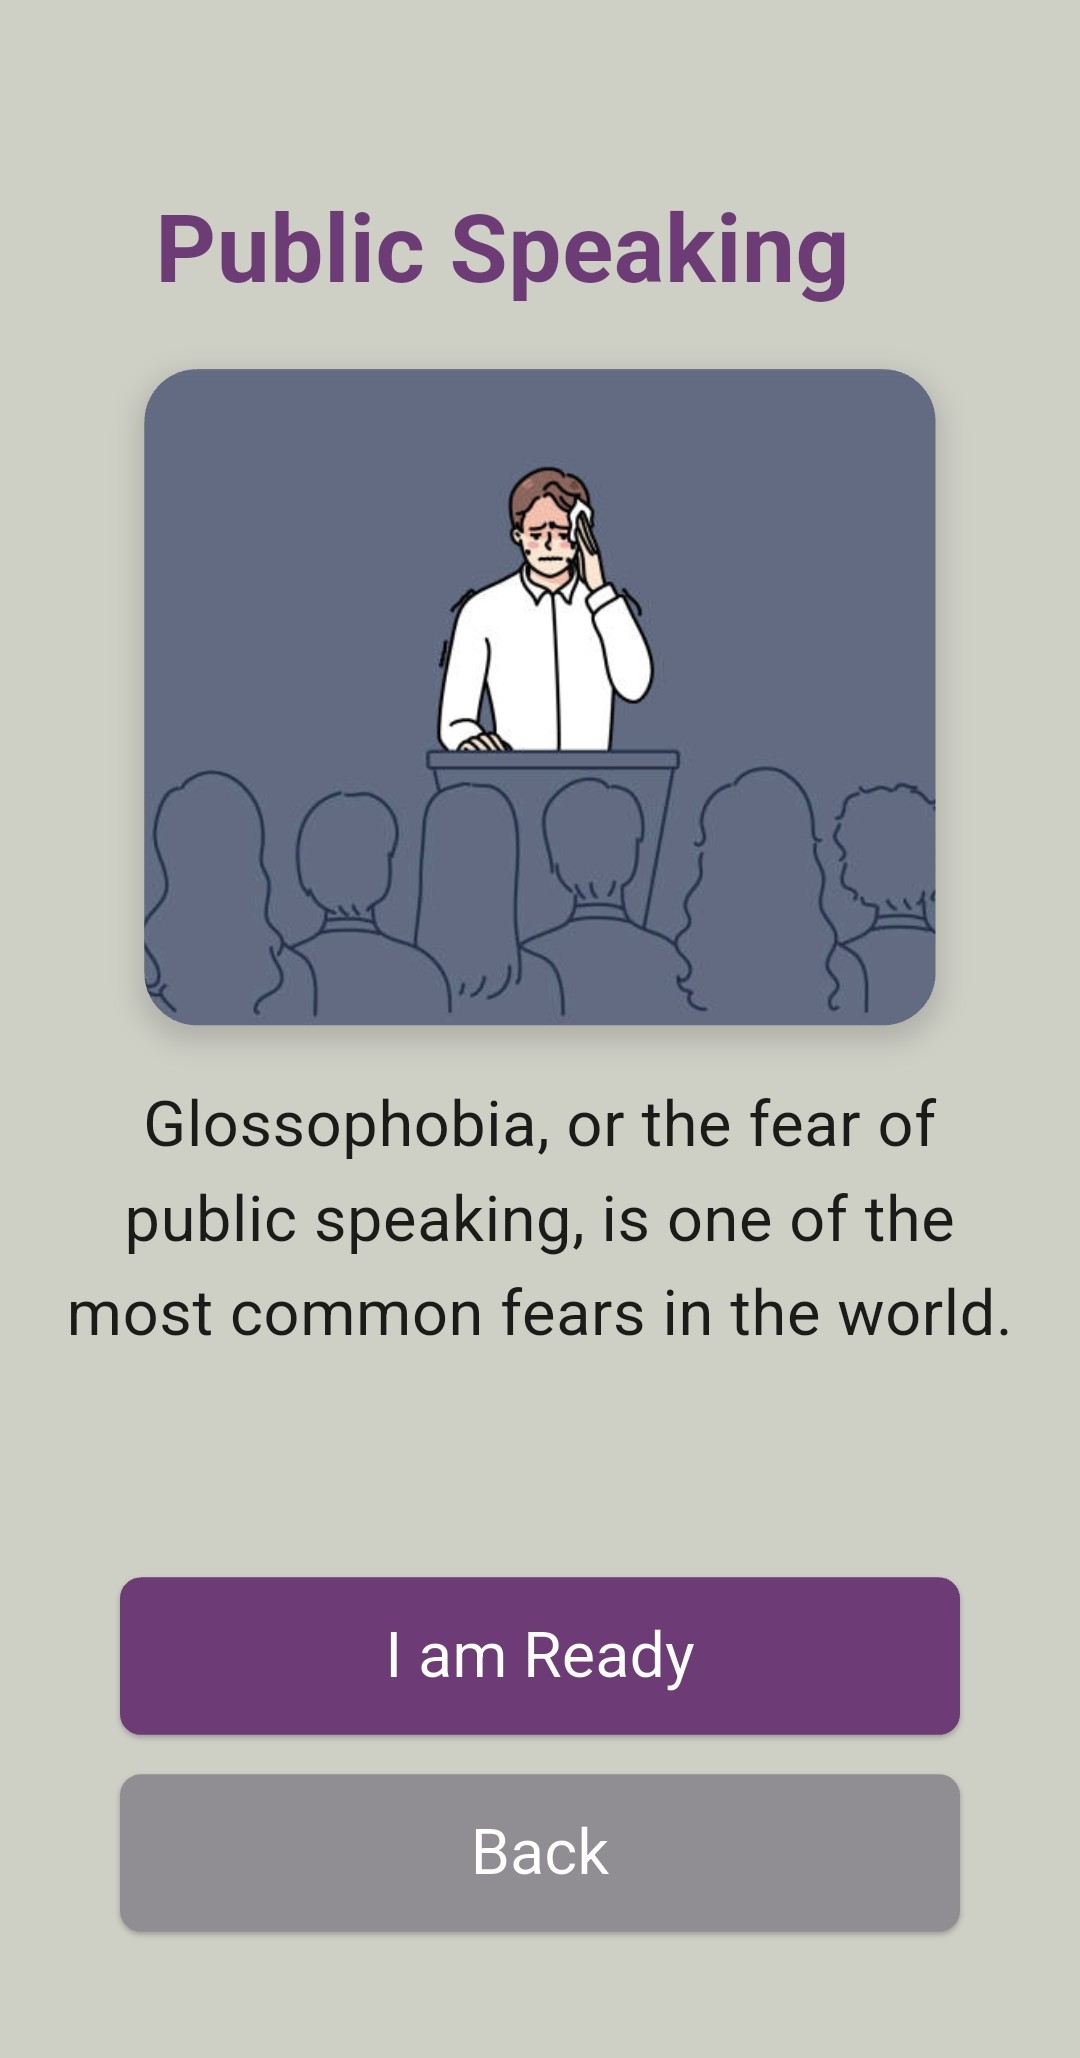 Public Speaking
Glossophobia, or the fear of
public speaking, is one of the
most common fears in the world.
I am Ready
Back